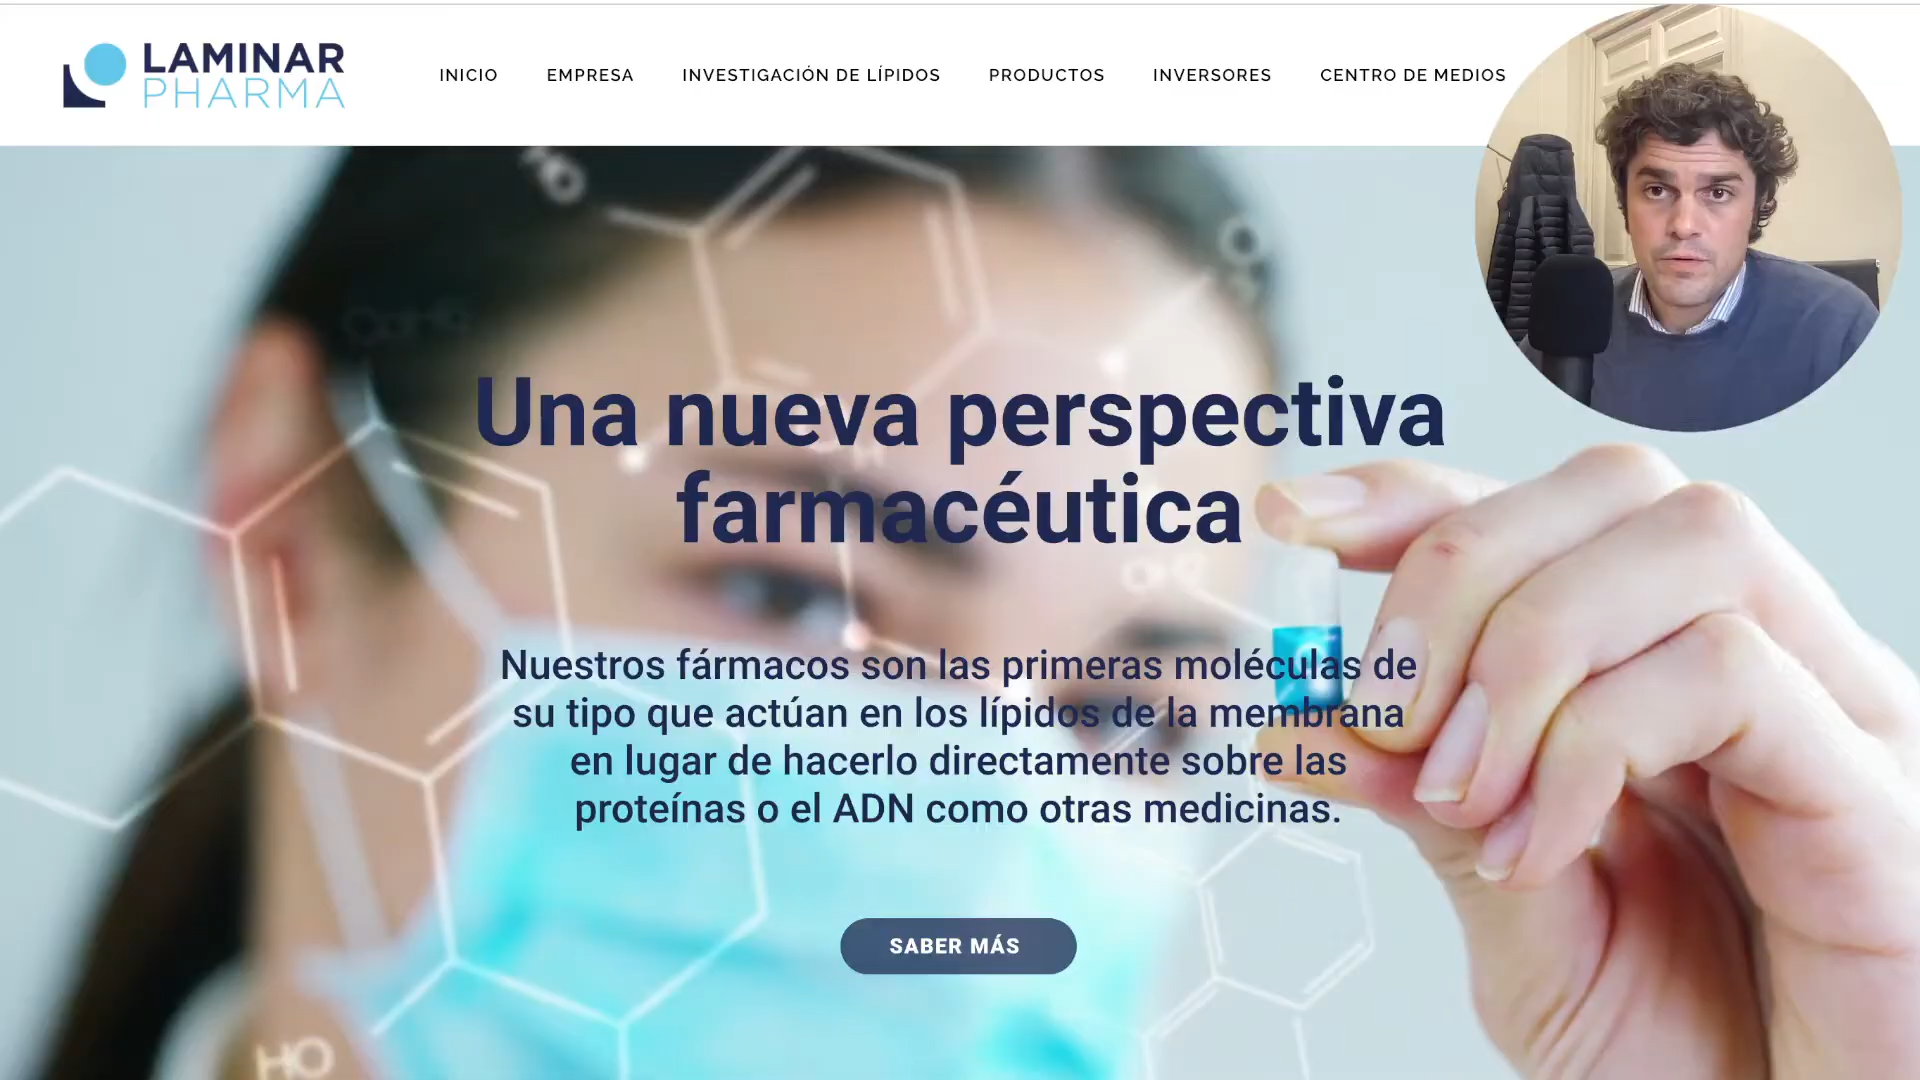 LAMINAR
PHARMA
INICIO
EMPRESA
INVESTIGACIÓN DE LÍPIDOS
PRODUCTOS
INVERSORES
CENTRO DE MEDIOS
Una nueva perspectiva
farmacéutica
Nuestros fármacos son las primeras moléculas de
su tipo que actúan en los lípidos de la membrana
en lugar de hacerlo directamente sobre las
proteínas o el ADN como otras medicinas.
SABER MÁS
HO